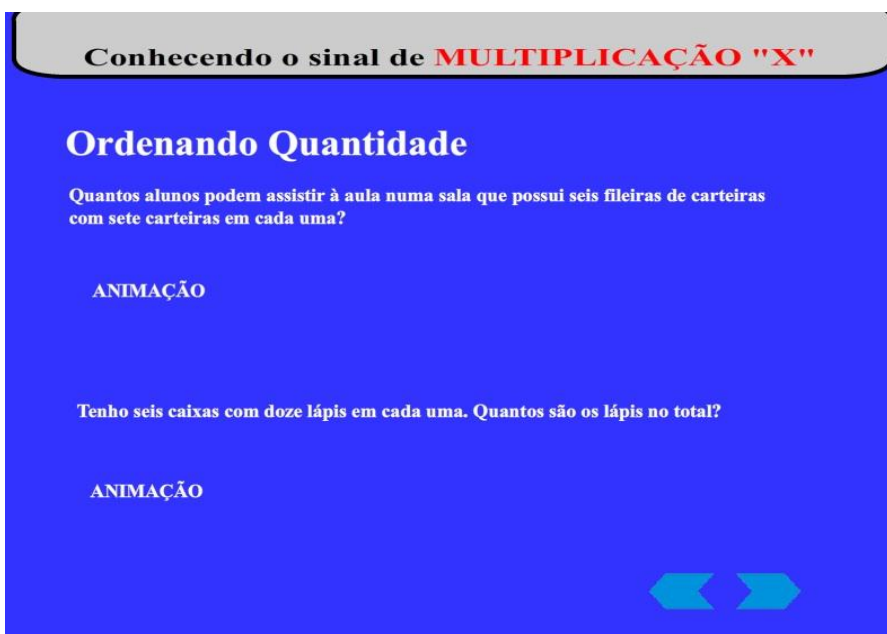 Conhecendo o sinal de MULTIPLICAÇÃO "X"
Ordenando Quantidade
Quantos alunos podem assistir à aula numa sala que possui seis fileiras de carteiras
com sete carteiras em cada uma?
ANIMAÇÃO
Tenho seis caixas com doze lápis em cada uma. Quantos são os lápis no total?
ANIMAÇÃO